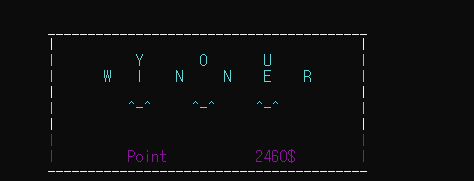 Y O U
W I N N E R
^_^ ^_^ ^_^
Point 2460$